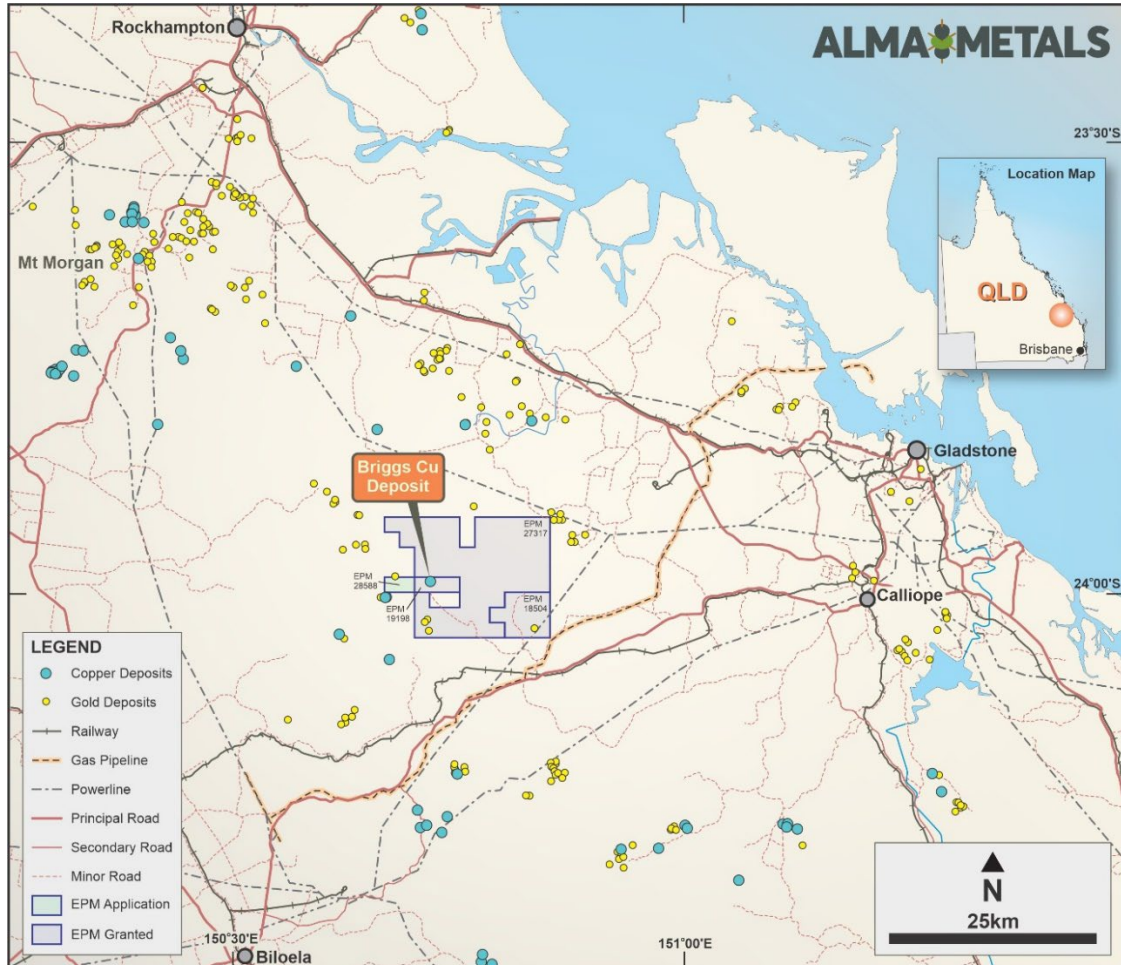 Rockhampton
ALMA METALS
23°30'S
Location Map
QLD
Brisbane
Mt Morgan
Gladstone
Briggs Cu
Deposit
EPM
27317
EPM
28588
EPM
19198
EPM
18504
24°00'S
Calliope
LEGEND
Copper Deposits
Gold Deposits
Railway
Gas Pipeline
Powerline
Principal Road
Secondary Road
Minor Road
EPM Application
EPM Granted
N
25km
150°30'E
151°00'E
Biloela